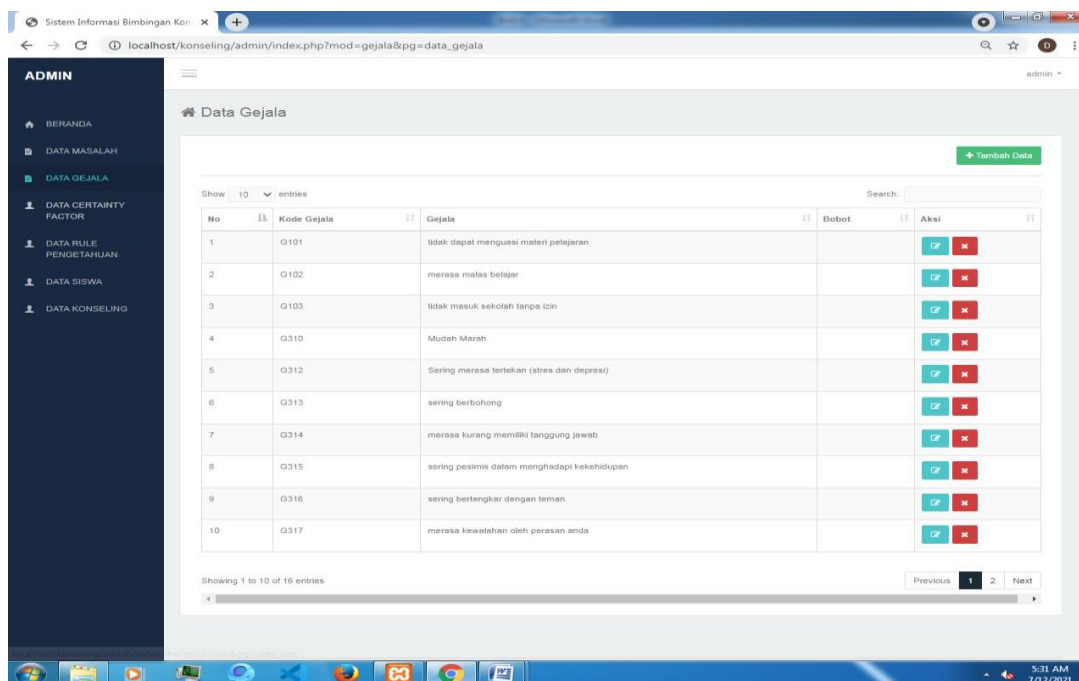 Sistem Informasi Bimbingan Kon
localhost/konseling/admin/index.php?mod=gejala&pg=data_gejala
D
ADMIN
admin
Data Gejala
BERANDA
DATA MASALAH
DATA GEJALA
DATA CERTAINTY
FACTOR
DATA RULE
PENGETAHUAN
DATA SISWA
DATA KONSELING
+ Tambah Data
Show 10 entries
Search:
No Kode Gejala Gejala Bobot Aksi
1 G101 tidak dapat menguasi materi pelajaran
2 G102 merasa malas belajar
3 G103 tidak masuk sekolah tanpa izin
4 G310 Mudah Marah
5 G312 Sering merasa tertekan (stres dan depresi)
6 G313 sering berbohong
7 G314 merasa kurang memiliki tanggung jawab
8 G315 sering pesimis dalam menghadapi kekehidupan
9 G316 sering bertengkar dengan teman
10 G317 merasa kewalahan oleh perasan anda
Showing 1 to 10 of 16 entries
Previous 1 2 Next
5:31 AM
7/12/2021